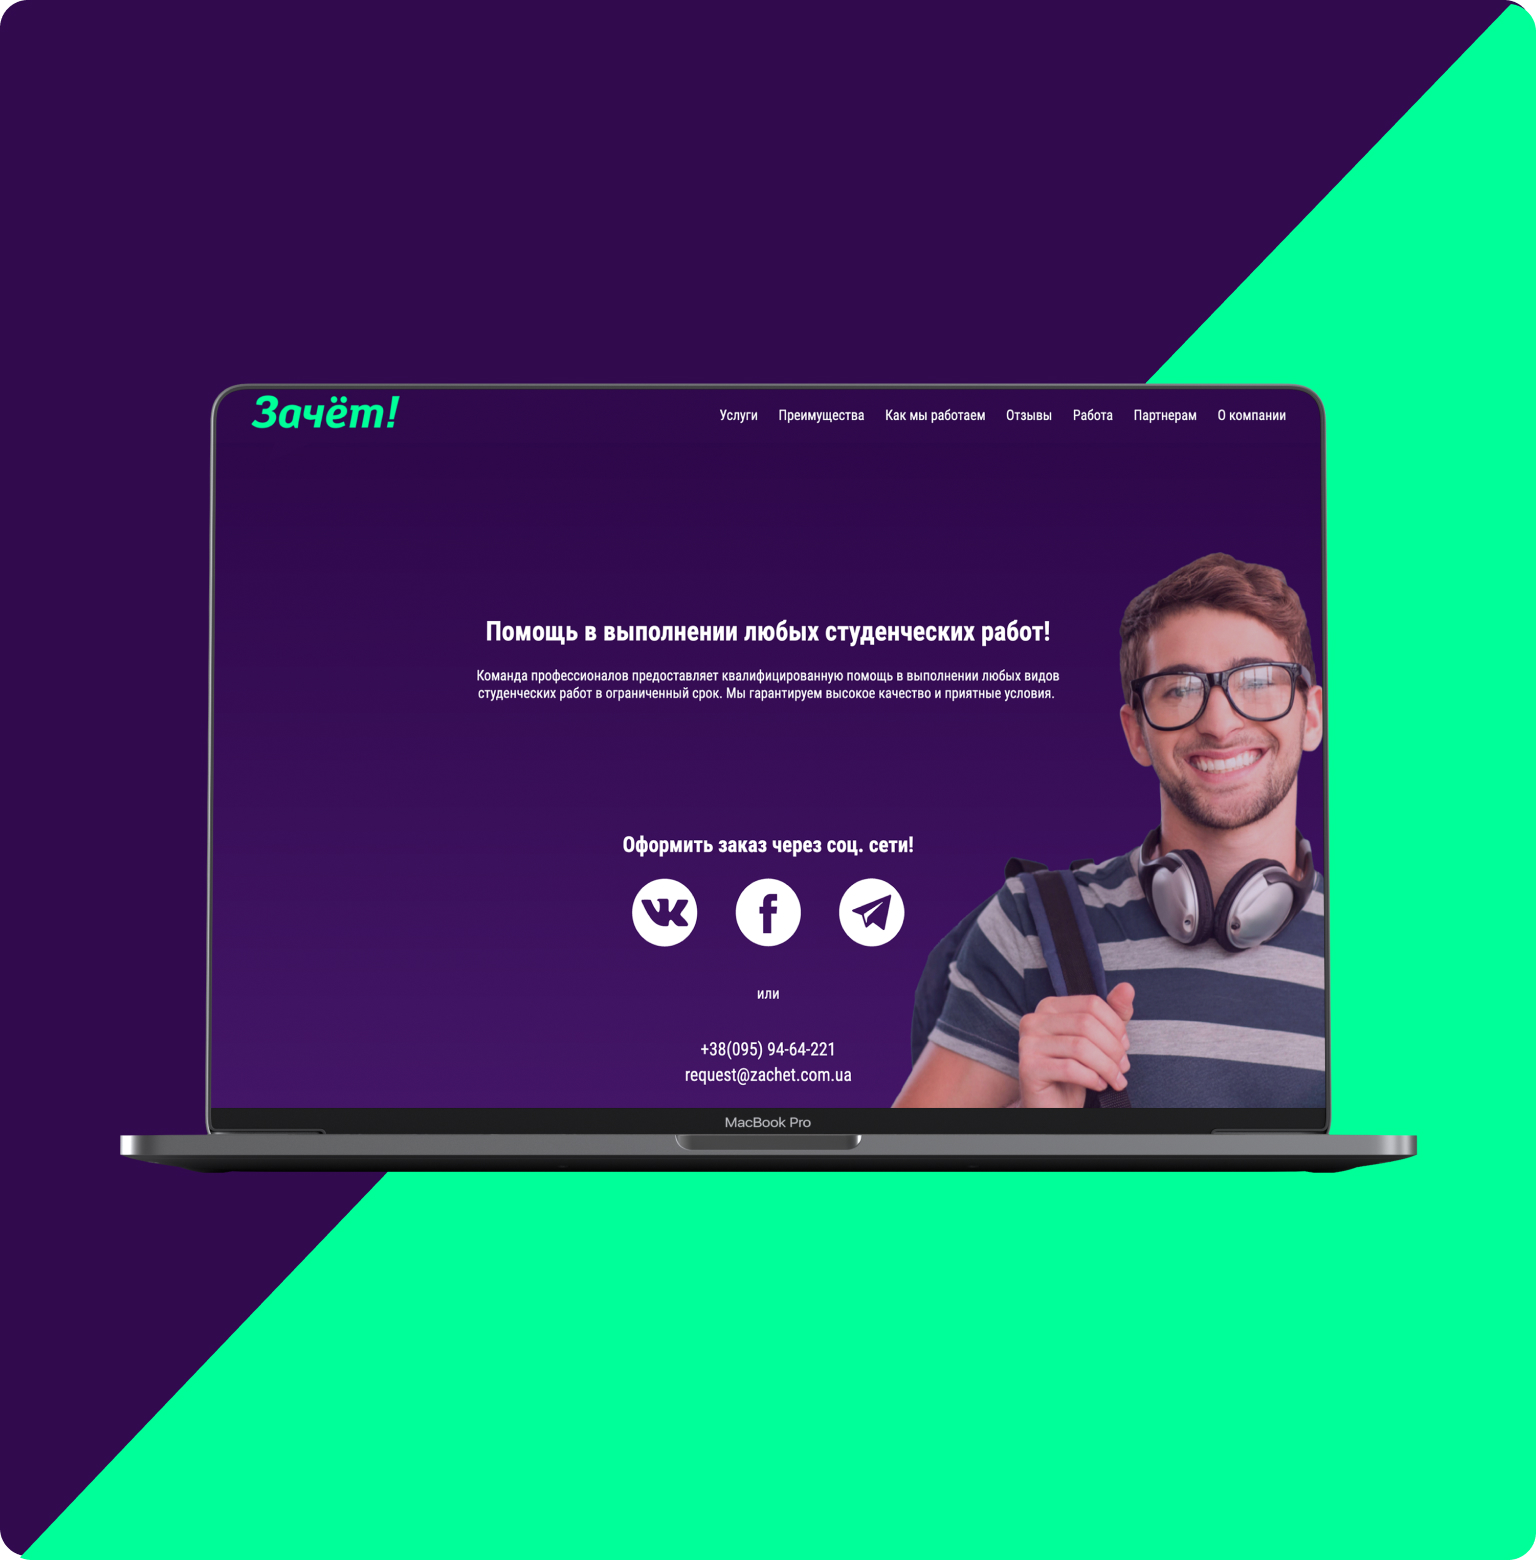 Зачёт!
Услуги Преимущества Как мы работаем Отзывы Работа Партнерам О компании
Помощь в выполнении любых студенческих работ!
Команда профессионалов предоставляет квалифицированную помощь в выполнении любых видов
студенческих работ в ограниченный срок. Мы гарантируем высокое качество и приятные условия.
Оформить заказ через соц. сети!
или
+38(095) 94-64-221
request@zachet.com.ua
MacBook Pro